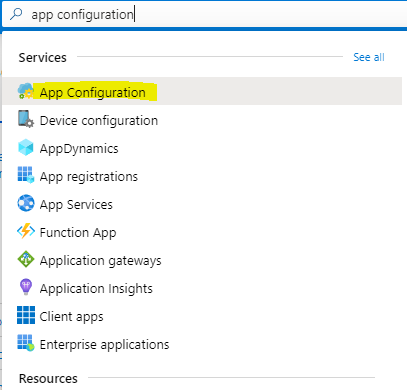 app configuration
Services See all
App Configuration
Device configuration
AppDynamics
App registrations
App Services
Function App
Application gateways
Application Insights
Client apps
Enterprise applications
Resources